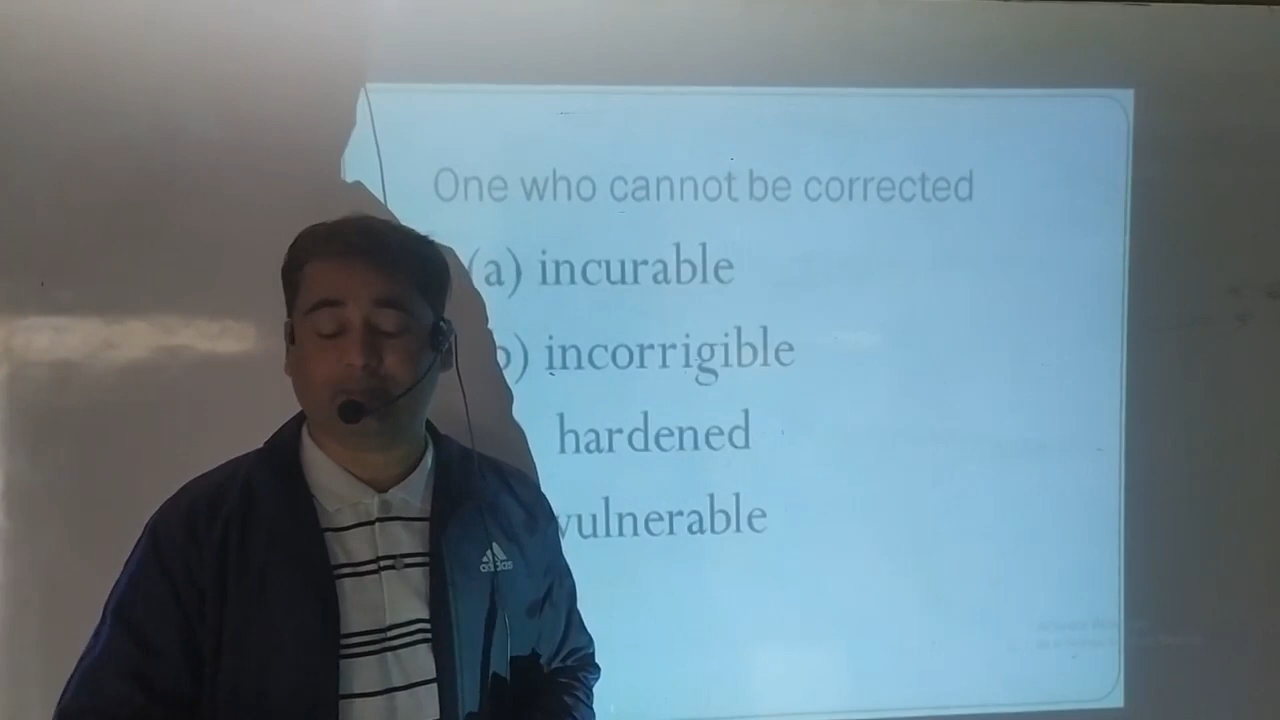 One who cannot be corrected
(a) incurable
b) incorrigible
hardened
vulnerable
adidas